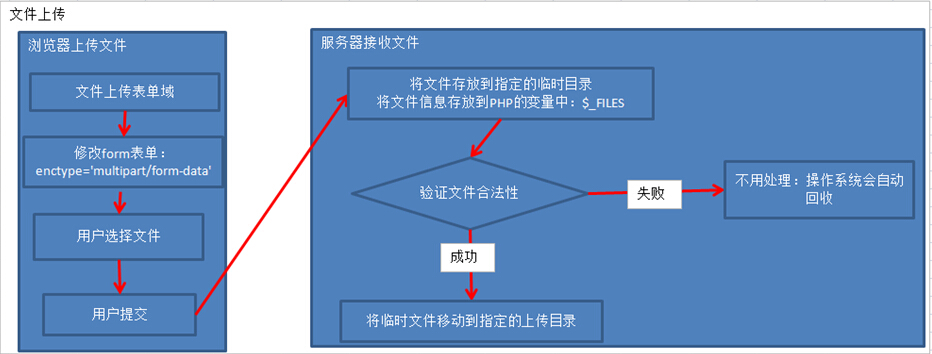 文件上传
浏览器上传文件
文件上传表单域
修改form表单：
enctype='multipart/form-data'
用户选择文件
用户提交
服务器接收文件
将文件存放到指定的临时目录
将文件信息存放到PHP的变量中：$_FILES
验证文件合法性
失败
不用处理：操作系统会自动
回收
成功
将临时文件移动到指定的上传目录